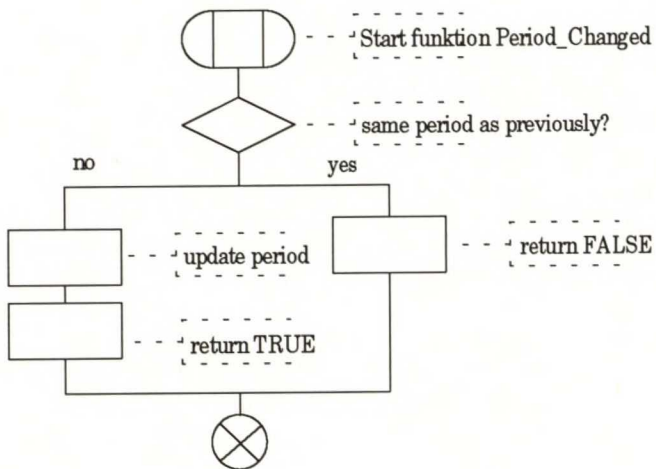 Start funktion Period_Changed
same period as previously?
no
yes
update period
return FALSE
return TRUE